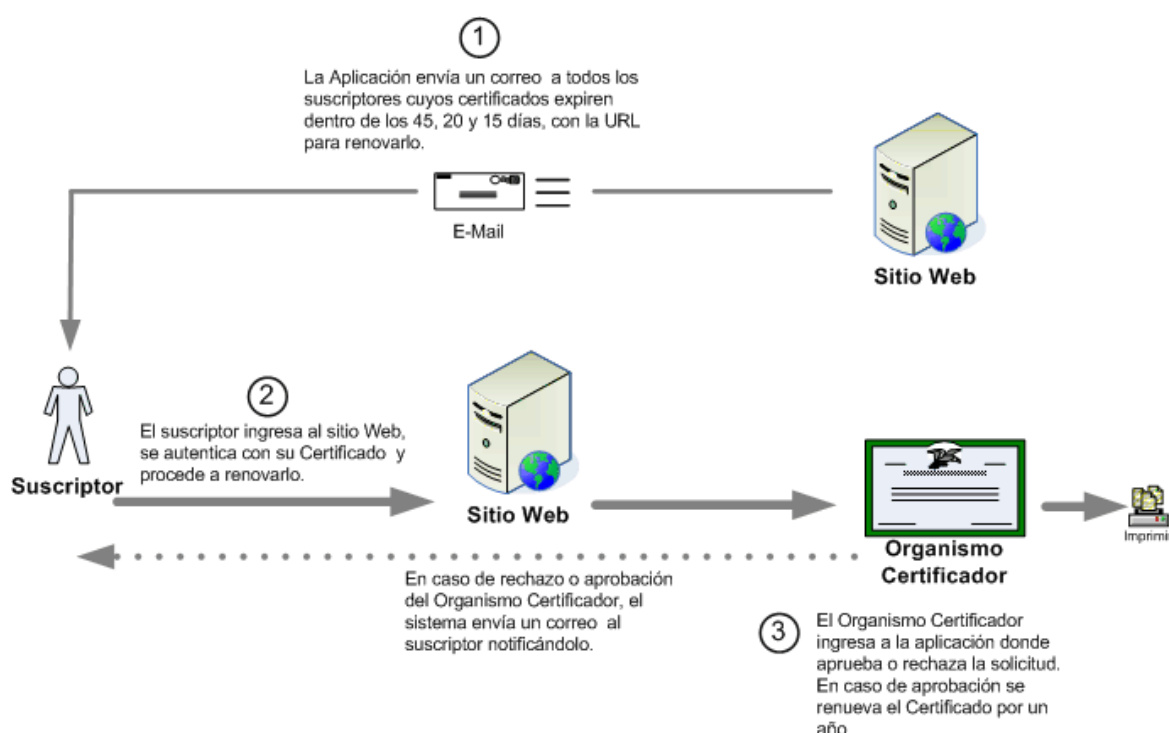 1
La Aplicación envía un correo a todos los
suscriptores cuyos certificados expiren
dentro de los 45, 20 y 15 días, con la URL
para renovarlo.
E-Mail
Sitio Web
2
El suscriptor ingresa al sitio Web,
se autentica con su Certificado y
procede a renovarlo.
Suscriptor
Sitio Web
Organismo
Certificador
Imprimi
En caso de rechazo o aprobación
del Organismo Certificador, el
sistema envía un correo al
suscriptor notificándolo.
3
El Organismo Certificador
ingresa a la aplicación donde
aprueba o rechaza la solicitud.
En caso de aprobación se
renueva el Certificado por un
año